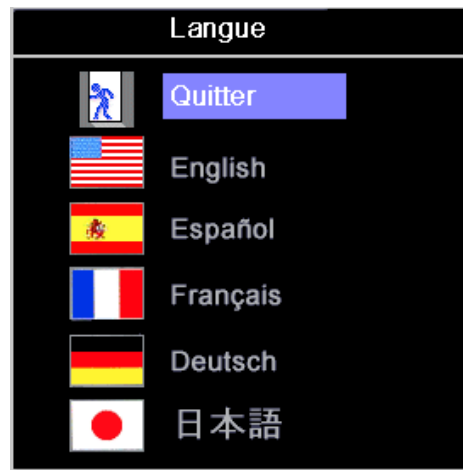 Langue
Quitter
English
Español
Français
Deutsch
日本語